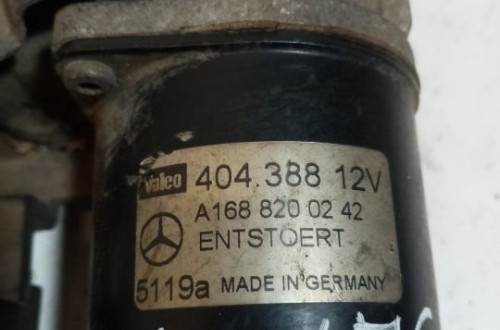 Valeo 404.388 12V
A168 820 02 42
ENTSTOERT
5119a MADE IN GERMANY